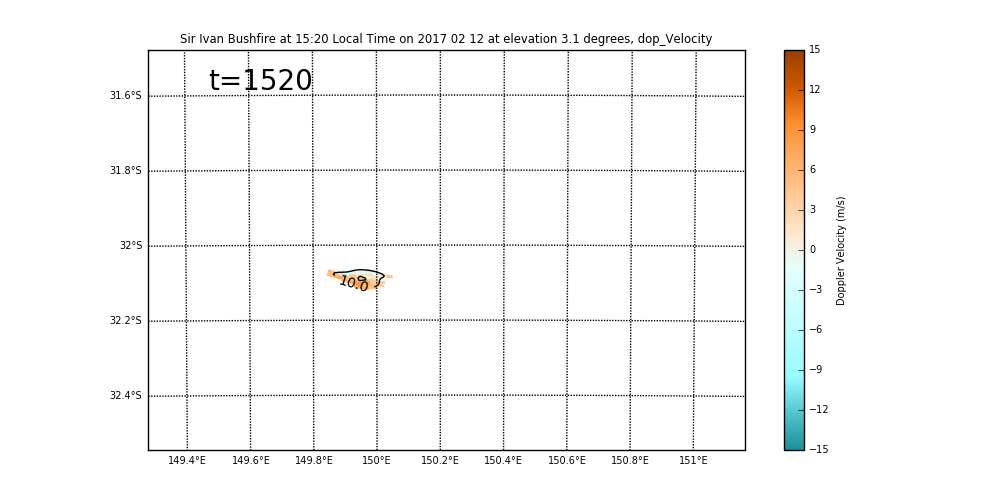 Sir Ivan Bushfire at 15:20 Local Time on 2017 02 12 at elevation 3.1 degrees, dop_Velocity
t=1520
31.6°S
31.8°S
32°S
32.2°S
32.4°S
10.0
149.4°E 149.6°E 149.8°E 150°E 150.2°E 150.4°E 150.6°E 150.8°E 151°E
15
12
9
6
3
0
−3
−6
−9
−12
−15
Doppler Velocity (m/s)